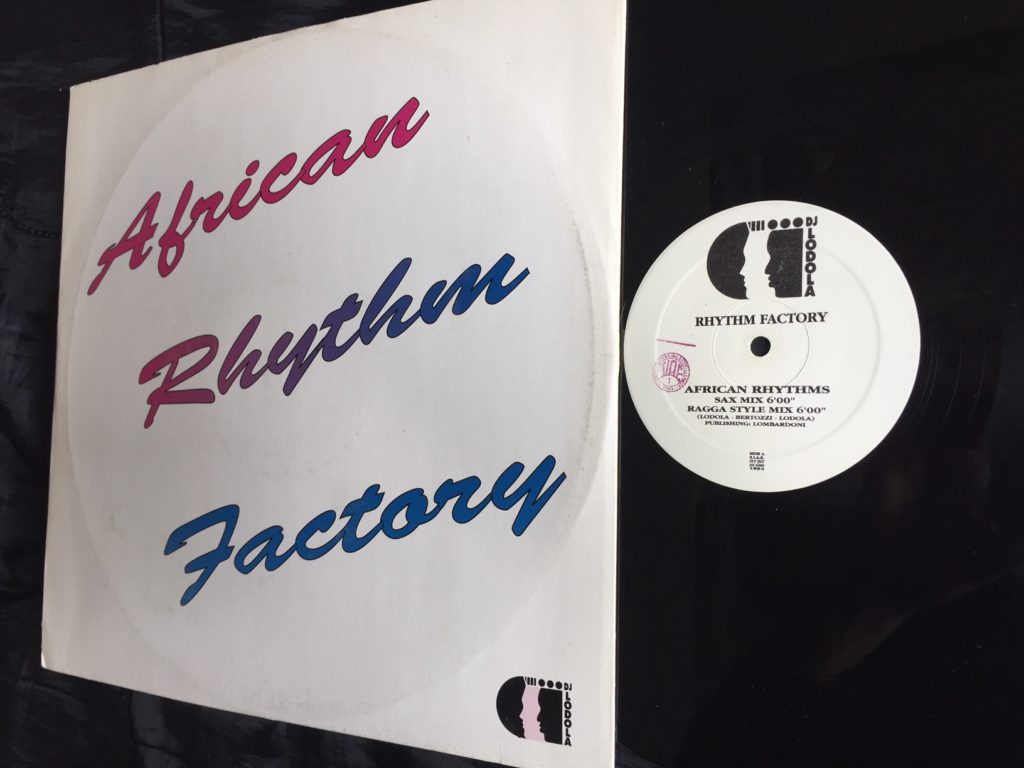 African
Rhythm
Factory
DJ LODOLA
DJ LODOLA
RHYTHM FACTORY
AFRICAN RHYTHMS
SAX MIX 6'00"
RAGGA STYLE MIX 6'00"
(LODOLA - BERTOZZI - LODOLA)
PUBLISHING: LOMBARDONI
SIDE A